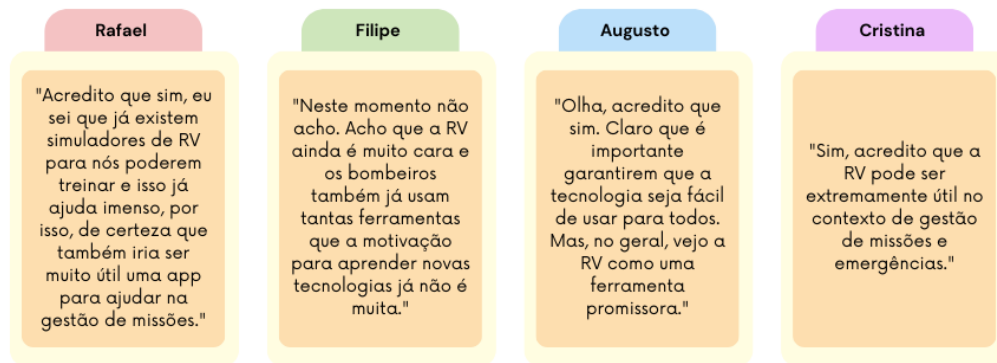 Rafael
"Acredito que sim, eu
sei que já existem
simuladores de RV
para nós poderem
treinar e isso já
ajuda imenso, por
isso, de certeza que
também iria ser
muito útil uma app
para ajudar na
gestão de missões."
Filipe
"Neste momento não
acho. Acho que a RV
ainda é muito cara e
os bombeiros
também já usam
tantas ferramentas
que a motivação
para aprender novas
tecnologias já não é
muita."
Augusto
"Olha, acredito que
sim. Claro que é
importante
garantirem que a
tecnologia seja fácil
de usar para todos.
Mas, no geral, vejo a
RV como uma
ferramenta
promissora."
Cristina
"Sim, acredito que a
RV pode ser
extremamente útil no
contexto de gestão
de missões e
emergências."